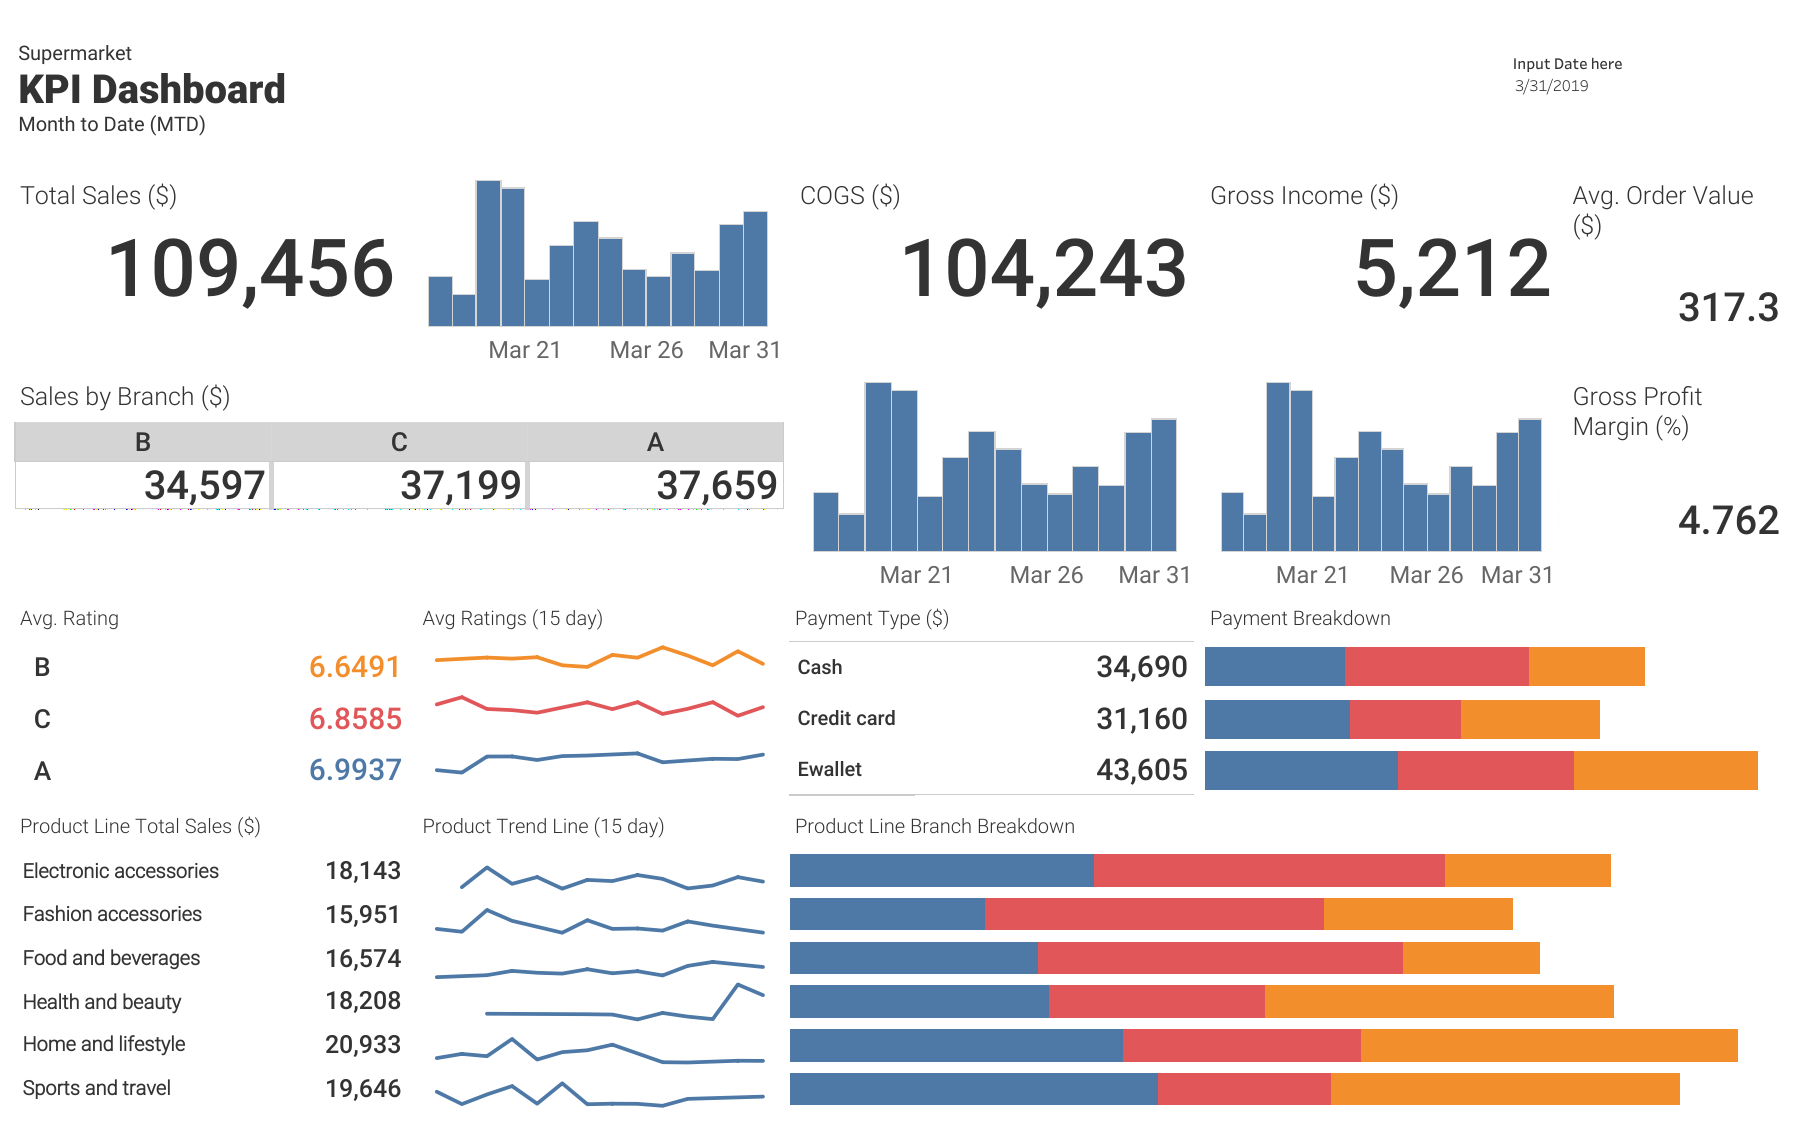 Supermarket
KPI Dashboard
Month to Date (MTD)
Input Date here
3/31/2019
Total Sales ($)
109,456
Mar 21 Mar 26 Mar 31
COGS ($)
104,243
Gross Income ($)
5,212
Avg. Order Value
($)
317.3
Sales by Branch ($)
B C A
34,597 37,199 37,659
Mar 21 Mar 26 Mar 31
Mar 21 Mar 26 Mar 31
Gross Profit
Margin (%)
4.762
Avg. Rating
B 6.6491
C 6.8585
A 6.9937
Avg Ratings (15 day)
Payment Type ($)
Cash 34,690
Credit card 31,160
Ewallet 43,605
Payment Breakdown
Product Line Total Sales ($)
Electronic accessories 18,143
Fashion accessories 15,951
Food and beverages 16,574
Health and beauty 18,208
Home and lifestyle 20,933
Sports and travel 19,646
Product Trend Line (15 day)
Product Line Branch Breakdown